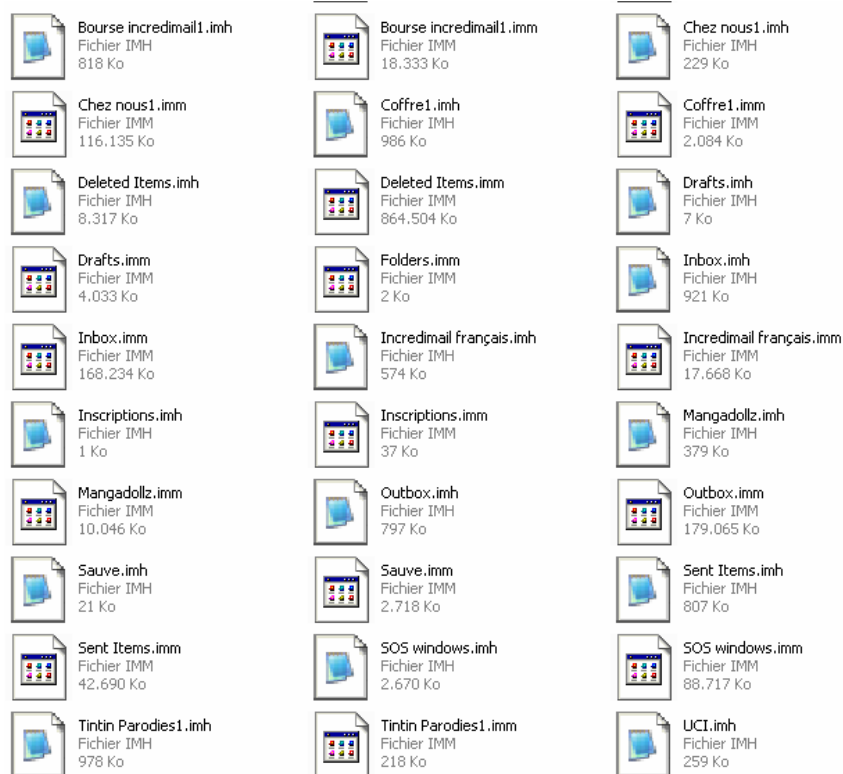 Bourse incredimail1.imh
Fichier IMH
818 Ko
Bourse incredimail1.imm
Fichier IMM
18.333 Ko
Chez nous1.imh
Fichier IMH
229 Ko
Chez nous1.imm
Fichier IMM
116.135 Ko
Coffre1.imh
Fichier IMH
986 Ko
Coffre1.imm
Fichier IMM
2.084 Ko
Deleted Items.imh
Fichier IMH
8.317 Ko
Deleted Items.imm
Fichier IMM
864.504 Ko
Drafts.imh
Fichier IMH
7 Ko
Drafts.imm
Fichier IMM
4.033 Ko
Folders.imm
Fichier IMM
2 Ko
Inbox.imh
Fichier IMH
921 Ko
Inbox.imm
Fichier IMM
168.234 Ko
Incredimail français.imh
Fichier IMH
574 Ko
Incredimail français.imm
Fichier IMM
17.668 Ko
Inscriptions.imh
Fichier IMH
1 Ko
Inscriptions.imm
Fichier IMM
37 Ko
Mangadollz.imh
Fichier IMH
379 Ko
Mangadollz.imm
Fichier IMM
10.046 Ko
Outbox.imh
Fichier IMH
797 Ko
Outbox.imm
Fichier IMM
179.065 Ko
Sauve.imh
Fichier IMH
21 Ko
Sauve.imm
Fichier IMM
2.718 Ko
Sent Items.imh
Fichier IMH
807 Ko
Sent Items.imm
Fichier IMM
42.690 Ko
SOS windows.imh
Fichier IMH
2.670 Ko
SOS windows.imm
Fichier IMM
88.717 Ko
Tintin Parodies1.imh
Fichier IMH
978 Ko
Tintin Parodies1.imm
Fichier IMM
218 Ko
UCI.imh
Fichier IMH
259 Ko